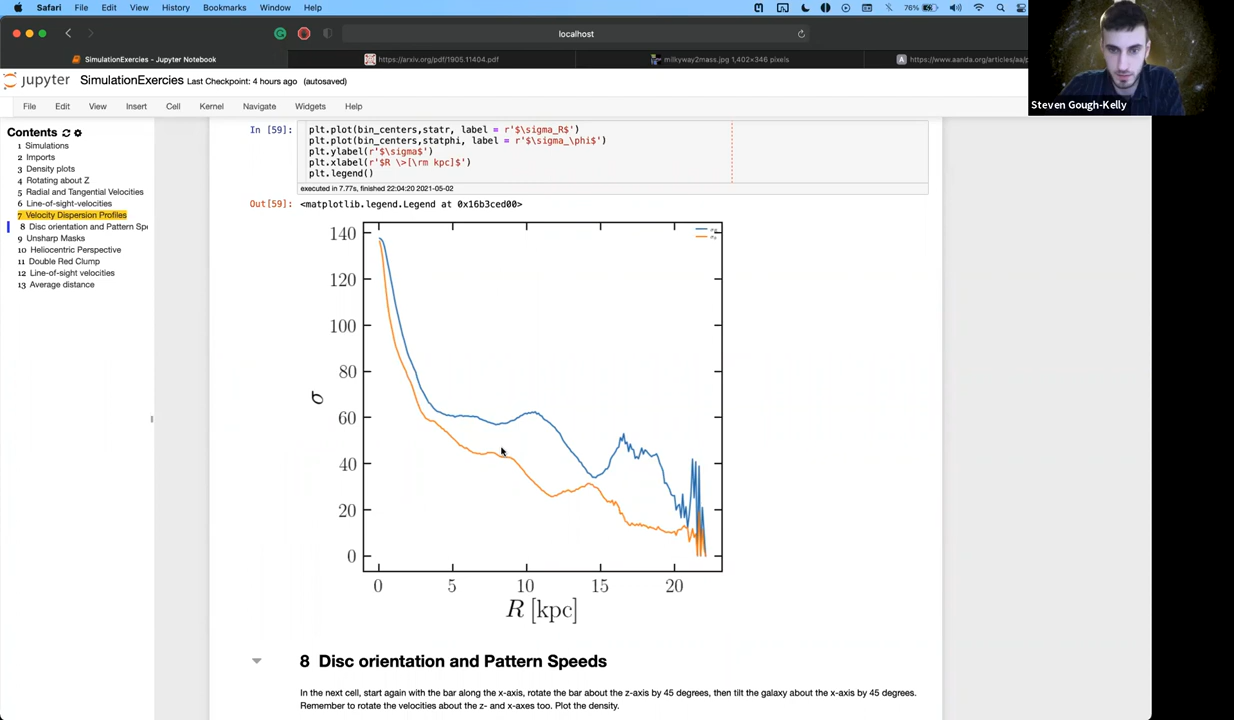 Safari File Edit View History Bookmarks Window Help 76%
localhost
SimulationExercies - Jupyter Notebook https://arxiv.org/pdf/1905.11404.pdf milkyway2mass.jpg 1,402×346 pixels https://www.aanda.org/articles/aa/p
jupyter SimulationExercies Last Checkpoint: 4 hours ago (autosaved)
Steven Gough-Kelly
File Edit View Insert Cell Kernel Navigate Widgets Help
Contents
1 Simulations
2 Imports
3 Density plots
4 Rotating about Z
5 Radial and Tangential Velocities
6 Line-of-sight-velocities
7 Velocity Dispersion Profiles
8 Disc orientation and Pattern Spe
9 Unsharp Masks
10 Heliocentric Perspective
11 Double Red Clump
12 Line-of-sight velocities
13 Average distance
In [59]:
plt.plot(bin_centers,statr, label = r'$\sigma_R$')
plt.plot(bin_centers,statphi, label = r'$\sigma_\phi$')
plt.ylabel(r'$\sigma$')
plt.xlabel(r'$R \>[\rm kpc]$')
plt.legend()
executed in 7.77s, finished 22:04:20 2021-05-02
Out[59]: <matplotlib.legend.Legend at 0x16b3ced00>
140
120
100
80
60
40
20
0
σ
0 5 10 15 20
R [kpc]
8 Disc orientation and Pattern Speeds
In the next cell, start again with the bar along the x-axis, rotate the bar about the z-axis by 45 degrees, then tilt the galaxy about the x-axis by 45 degrees.
Remember to rotate the velocities about the z- and x-axes too. Plot the density.